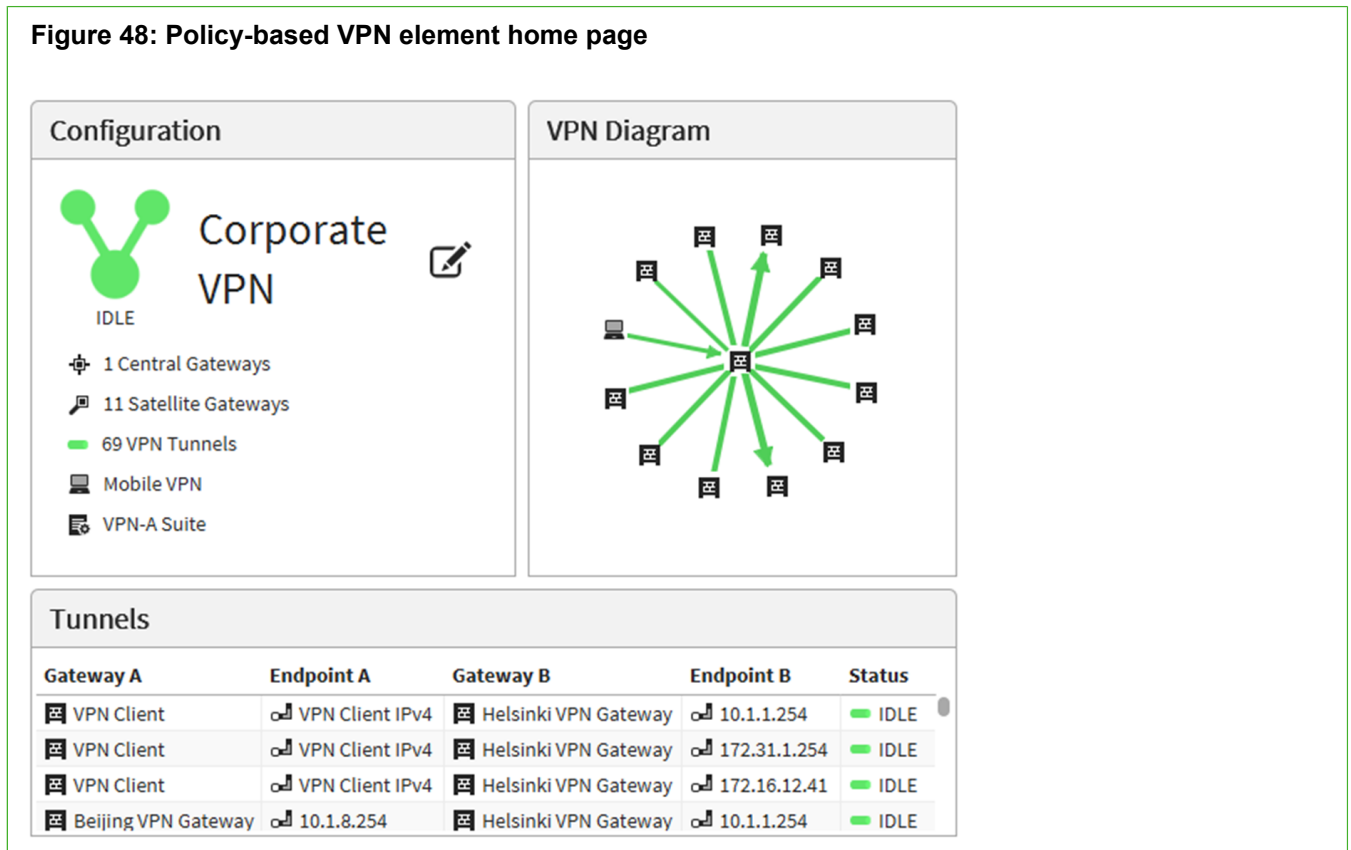 Figure 48: Policy-based VPN element home page
Configuration
Corporate
VPN
IDLE
1 Central Gateways
11 Satellite Gateways
69 VPN Tunnels
Mobile VPN
VPN-A Suite
VPN Diagram
Tunnels
Gateway A Endpoint A Gateway B Endpoint B Status
VPN Client VPN Client IPv4 Helsinki VPN Gateway 10.1.1.254 IDLE
VPN Client VPN Client IPv4 Helsinki VPN Gateway 172.31.1.254 IDLE
VPN Client VPN Client IPv4 Helsinki VPN Gateway 172.16.12.41 IDLE
Beijing VPN Gateway 10.1.8.254 Helsinki VPN Gateway 10.1.1.254 IDLE